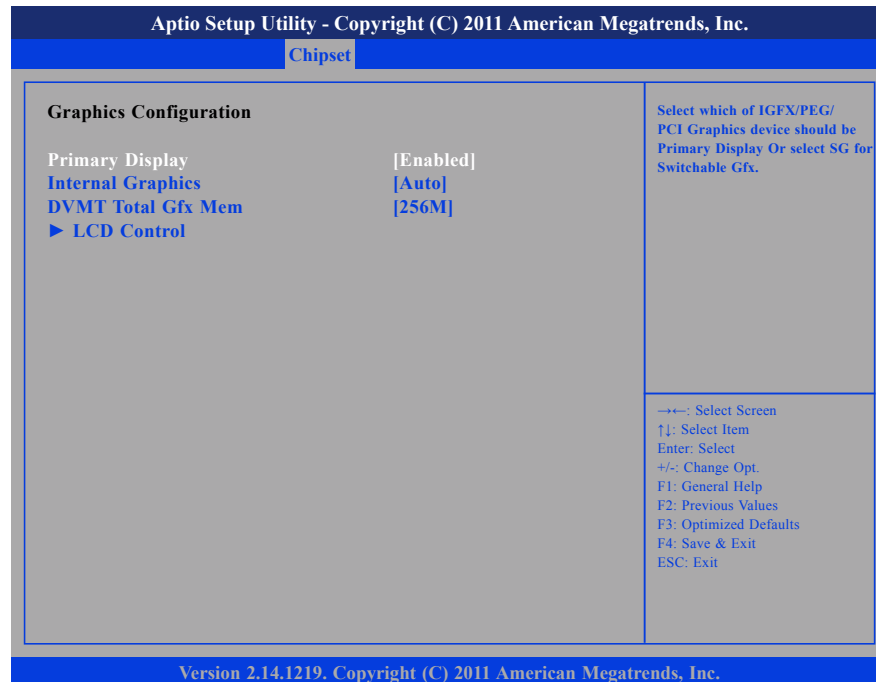 Aptio Setup Utility - Copyright (C) 2011 American Megatrends, Inc.
Chipset
Graphics Configuration
Primary Display [Enabled]
Internal Graphics [Auto]
DVMT Total Gfx Mem [256M]
► LCD Control
Select which of IGFX/PEG/
PCI Graphics device should be
Primary Display Or select SG for
Switchable Gfx.
→←: Select Screen
↑↓: Select Item
Enter: Select
+/-: Change Opt.
F1: General Help
F2: Previous Values
F3: Optimized Defaults
F4: Save & Exit
ESC: Exit
Version 2.14.1219. Copyright (C) 2011 American Megatrends, Inc.